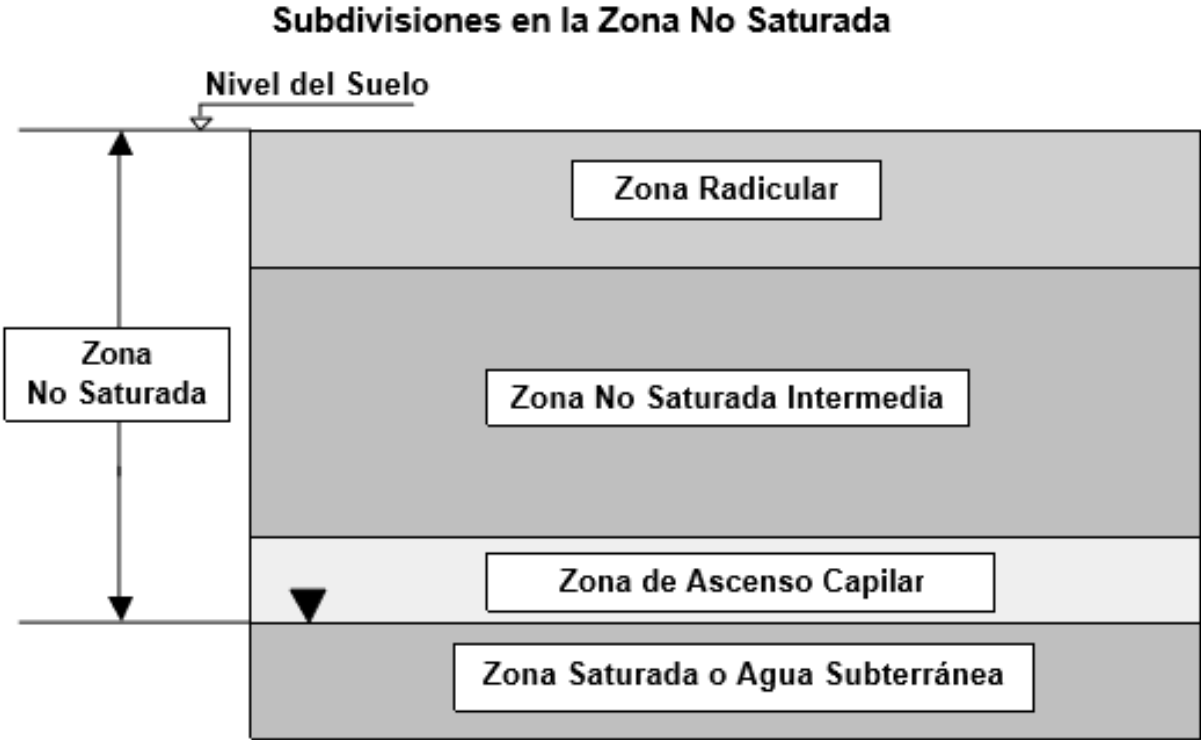 Subdivisiones en la Zona No Saturada
Nivel del Suelo
Zona Radicular
Zona
No Saturada
Zona No Saturada Intermedia
Zona de Ascenso Capilar
Zona Saturada o Agua Subterránea